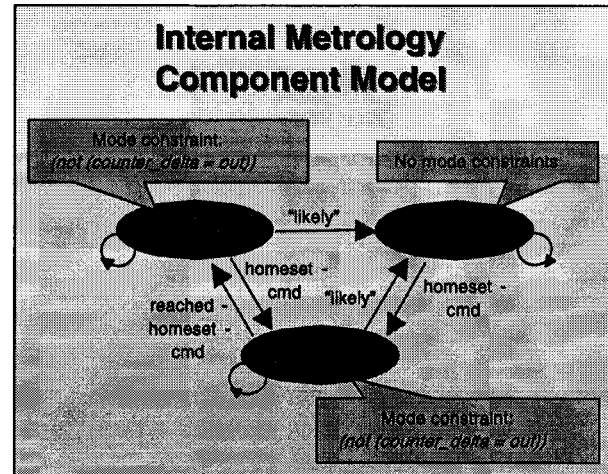 Internal Metrology
Component Model
Mode constraint:
(not (counter_delta = out))
No mode constraints
"likely"
homeset -
cmd
reached -
homeset -
cmd
"likely"
homeset -
cmd
Mode constraint:
(not (counter_delta = out))